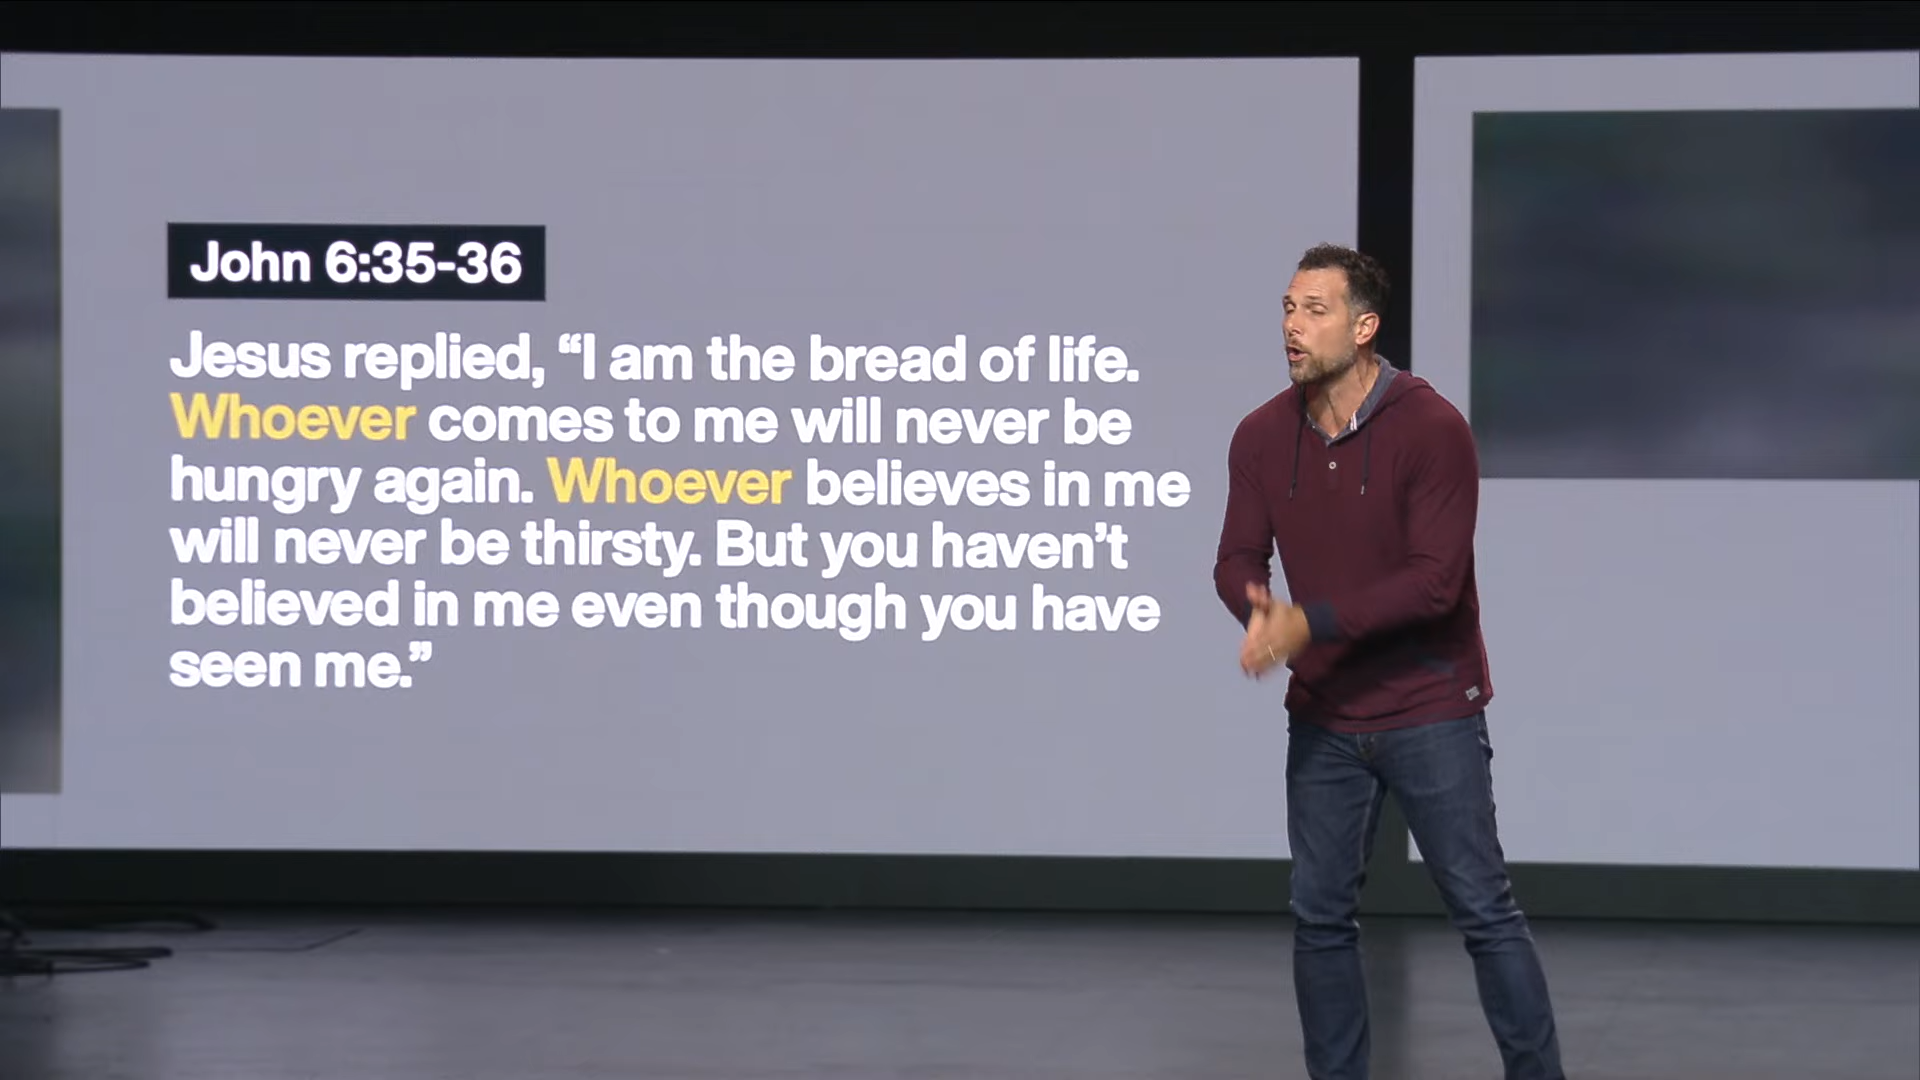 John 6:35-36
Jesus replied, “I am the bread of life.
Whoever comes to me will never be
hungry again. Whoever believes in me
will never be thirsty. But you haven’t
believed in me even though you have
seen me.”